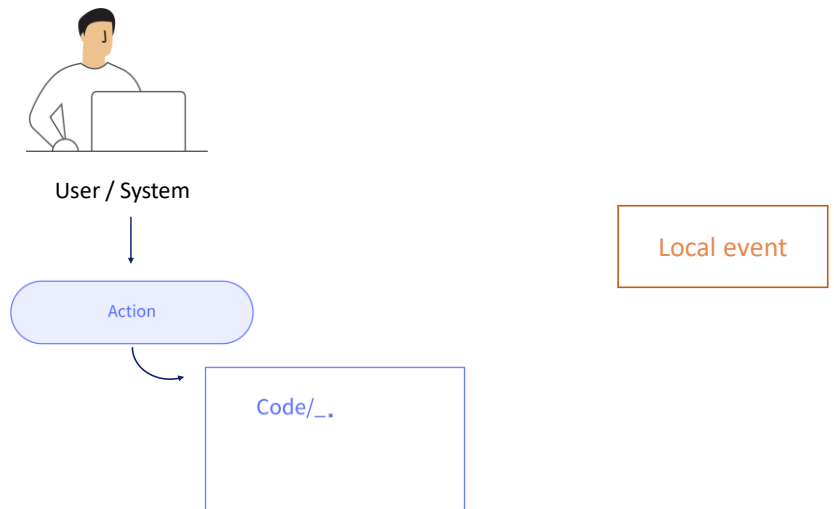 User / System
Local event
Action
Code/_.